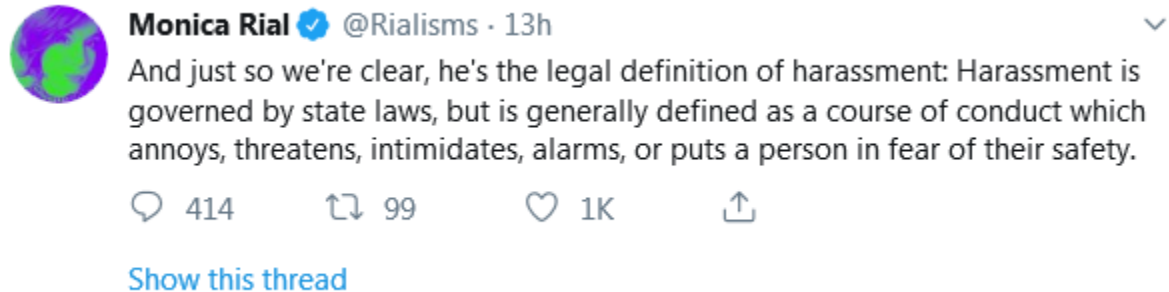 Monica Rial @Rialisms · 13h
And just so we're clear, he's the legal definition of harassment: Harassment is
governed by state laws, but is generally defined as a course of conduct which
annoys, threatens, intimidates, alarms, or puts a person in fear of their safety.
414 99 1K
Show this thread